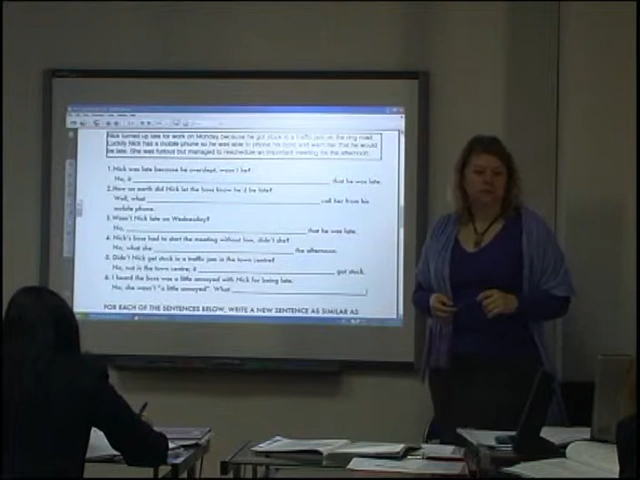 Nick turned up late for work on Monday because he got stuck in a traffic jam on the ring road.
Luckily Nick has a mobile phone so he was able to phone his boss and warn her that he would
be late. She was furious but managed to reschedule an important meeting for the afternoon.
1. Nick was late because he overslept, wasn't he?
No, it ______ that he was late.
2. How on earth did Nick let the boss know he'd be late?
Well, what ______ call her from his
mobile phone.
3. Wasn't Nick late on Wednesday?
No, ______ that he was late.
4. Nick's boss had to start the meeting without him, didn't she?
No, what she ______ the afternoon.
5. Didn't Nick get stuck in a traffic jam in the town centre?
No, not in the town centre; it ______ got stuck.
6. I heard the boss was a little annoyed with Nick for being late.
No, she wasn't "a little annoyed". What ______
FOR EACH OF THE SENTENCES BELOW, WRITE A NEW SENTENCE AS SIMILAR AS